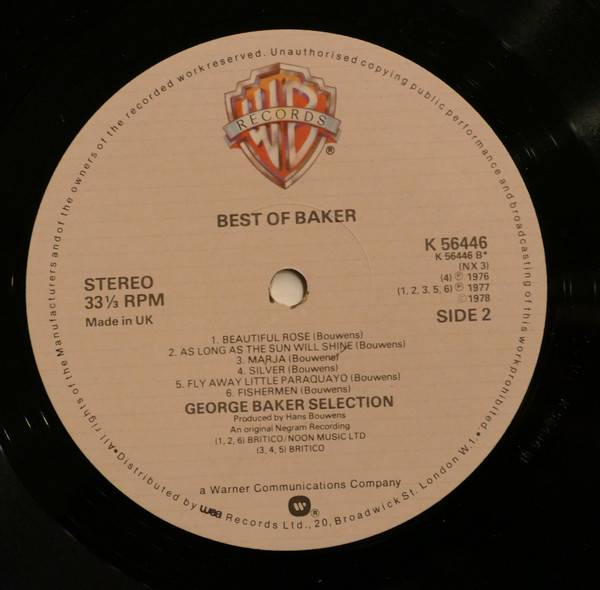 All rights of the Manufacturers and of the owners of the recorded work reserved. Unauthorised copying public performance and broadcasting of this work prohibited.
WB
RECORDS
®
BEST OF BAKER
STEREO
33⅓ RPM
Made in UK
K 56446
K 56446 B*
(NX 3)
(4) ℗ 1976
(1, 2, 3, 5, 6) ℗ 1977
©1978
SIDE 2
1. BEAUTIFUL ROSE (Bouwens)
2. AS LONG AS THE SUN WILL SHINE (Bouwens)
3. MARJA (Bouwens)
4. SILVER (Bouwens)
5. FLY AWAY LITTLE PARAQUAYO (Bouwens)
6. FISHERMEN (Bouwens)
GEORGE BAKER SELECTION
Produced by Hans Bouwens
An original Negram Recording
(1, 2, 6) BRITICO/NOON MUSIC LTD
(3, 4, 5) BRITICO
a Warner Communications Company
®
•Distributed by wea Records Ltd., 20, Broadwick St. London W.1.•